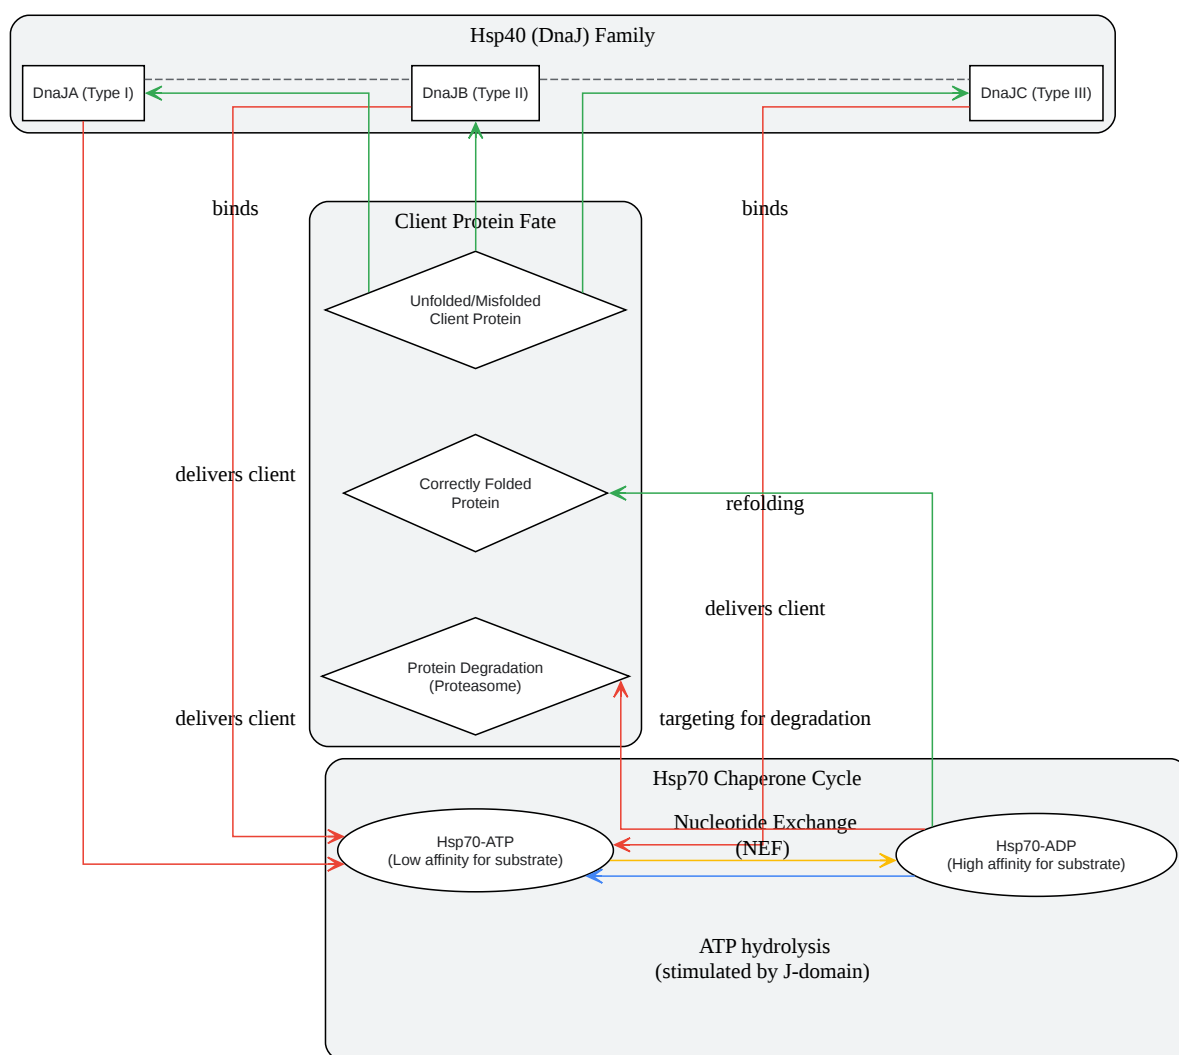 Hsp40 (DnaJ) Family
DnaJA (Type I)
DnaJB (Type II)
DnaJC (Type III)
binds
binds
Client Protein Fate
Unfolded/Misfolded
Client Protein
delivers client
Correctly Folded
Protein
refolding
delivers client
Protein Degradation
(Proteasome)
delivers client
targeting for degradation
Hsp70 Chaperone Cycle
Nucleotide Exchange
(NEF)
Hsp70-ATP
(Low affinity for substrate)
Hsp70-ADP
(High affinity for substrate)
ATP hydrolysis
(stimulated by J-domain)